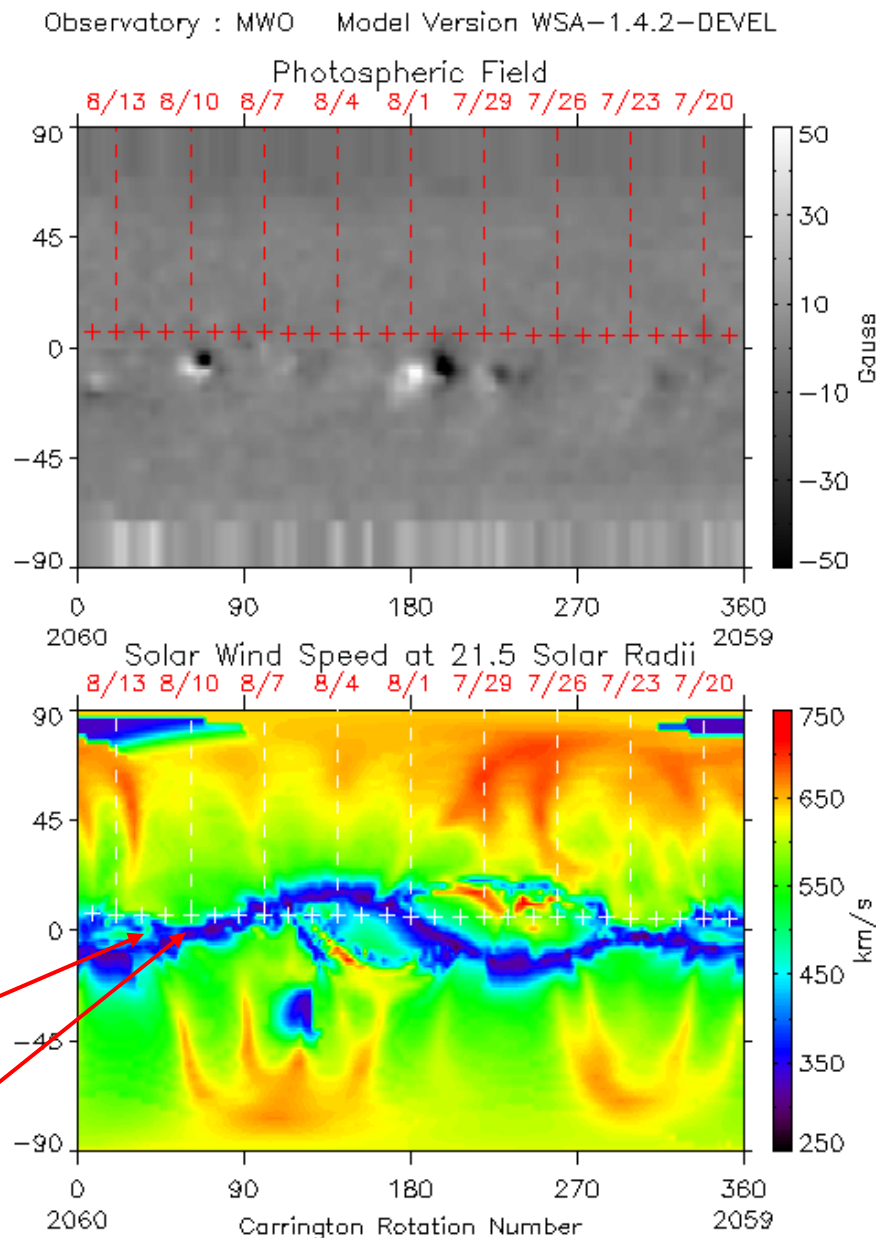 Observatory : MWO Model Version WSA-1.4.2-DEVEL
Photospheric Field
8/13 8/10 8/7 8/4 8/1 7/29 7/26 7/23 7/20
90
45
0
-45
-90
50
30
10
-10
-30
-50
Gauss
0 90 180 270 360
2060 2059
Solar Wind Speed at 21.5 Solar Radii
8/13 8/10 8/7 8/4 8/1 7/29 7/26 7/23 7/20
90
45
0
-45
-90
750
650
550
450
350
250
km/s
0 90 180 270 360
2060 Carrington Rotation Number 2059